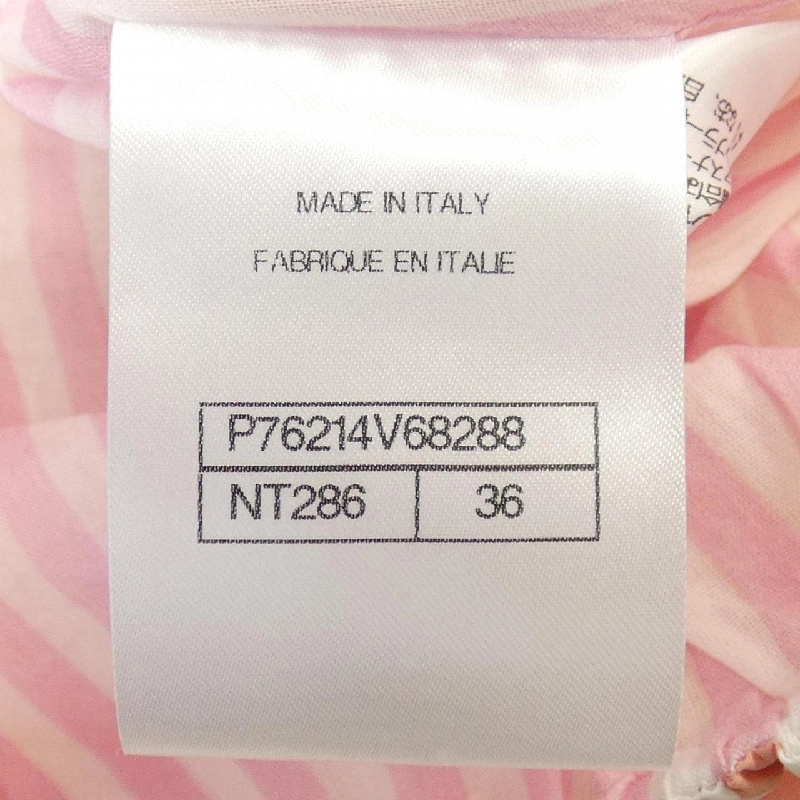 MADE IN ITALY
FABRIQUE EN ITALIE
P76214V68288
NT286 36